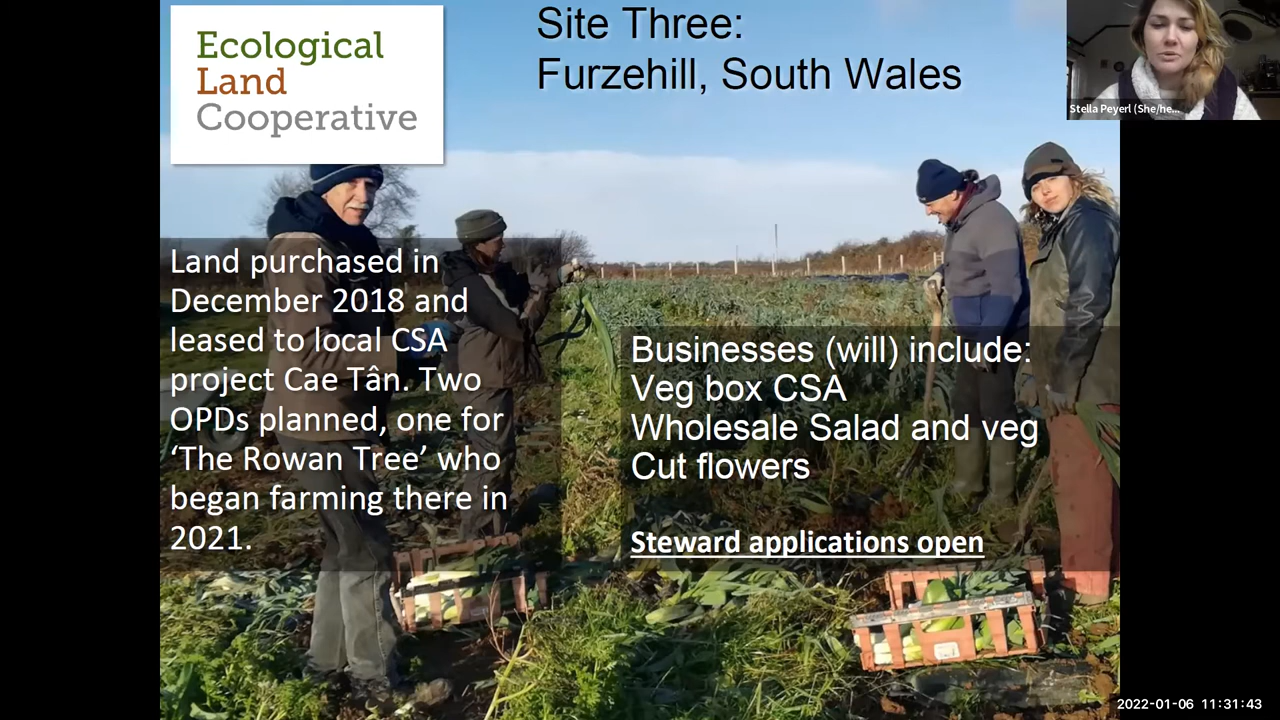 Ecological
Land
Cooperative
Site Three:
Furzehill, South Wales
Stella Peyerl (She/he...
Land purchased in
December 2018 and
leased to local CSA
project Cae Tân. Two
OPDs planned, one for
‘The Rowan Tree’ who
began farming there in
2021.
Businesses (will) include:
Veg box CSA
Wholesale Salad and veg
Cut flowers
Steward applications open
2022-01-06 11:31:43